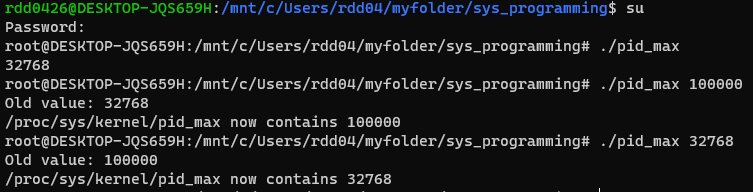 rdd0426@DESKTOP-JQS659H:/mnt/c/Users/rdd04/myfolder/sys_programming$ su
Password:
root@DESKTOP-JQS659H:/mnt/c/Users/rdd04/myfolder/sys_programming# ./pid_max
32768
root@DESKTOP-JQS659H:/mnt/c/Users/rdd04/myfolder/sys_programming# ./pid_max 100000
Old value: 32768
/proc/sys/kernel/pid_max now contains 100000
root@DESKTOP-JQS659H:/mnt/c/Users/rdd04/myfolder/sys_programming# ./pid_max 32768
Old value: 100000
/proc/sys/kernel/pid_max now contains 32768